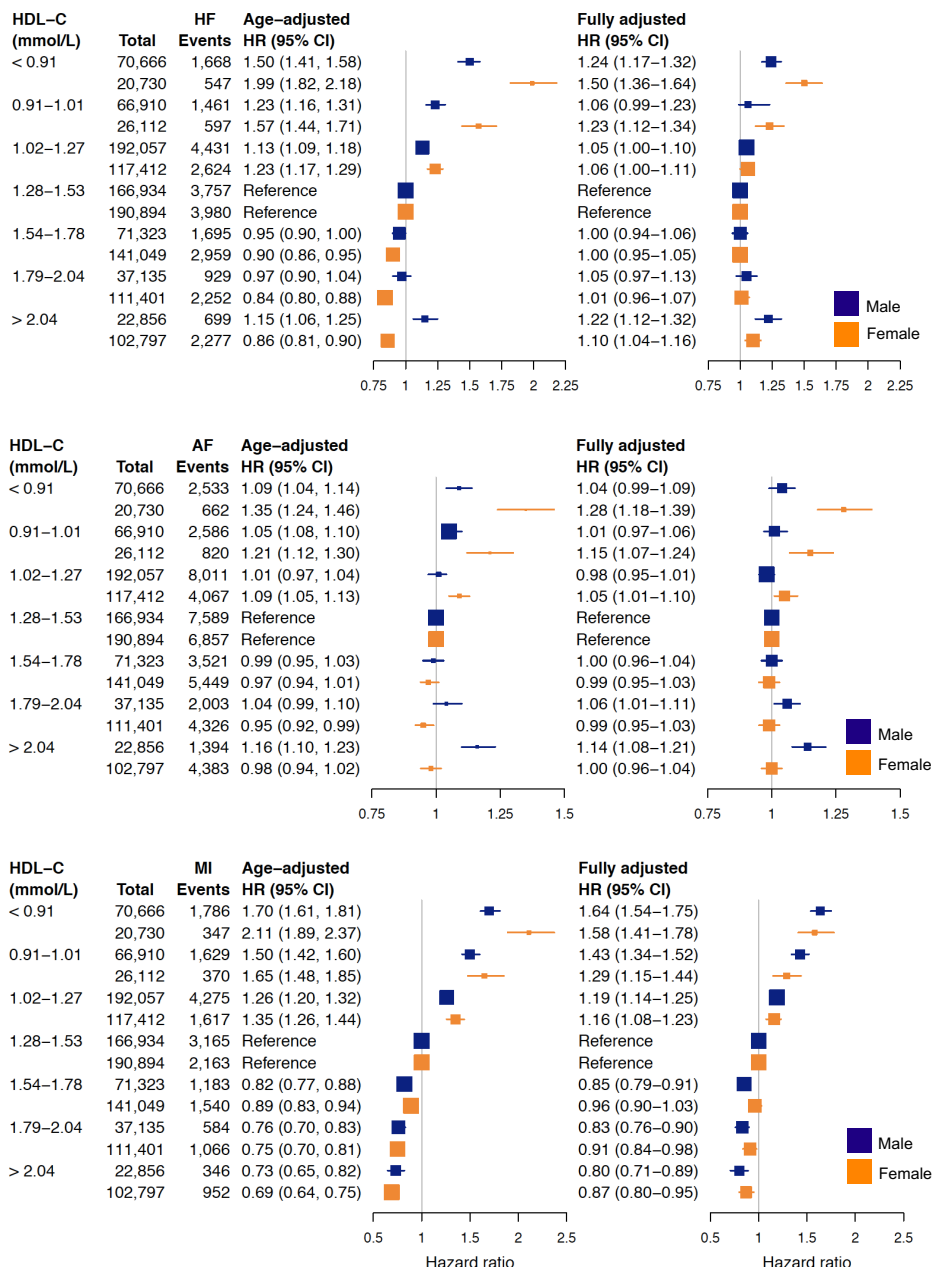 HDL−C HF Age−adjusted Fully adjusted
(mmol/L) Total Events HR (95% CI) HR (95% CI)
< 0.91 70,666 1,668 1.50 (1.41, 1.58) 1.24 (1.17−1.32)
20,730 547 1.99 (1.82, 2.18) 1.50 (1.36−1.64)
0.91−1.01 66,910 1,461 1.23 (1.16, 1.31) 1.06 (0.99−1.23)
26,112 597 1.57 (1.44, 1.71) 1.23 (1.12−1.34)
1.02−1.27 192,057 4,431 1.13 (1.09, 1.18) 1.05 (1.00−1.10)
117,412 2,624 1.23 (1.17, 1.29) 1.06 (1.00−1.11)
1.28−1.53 166,934 3,757 Reference Reference
190,894 3,980 Reference Reference
1.54−1.78 71,323 1,695 0.95 (0.90, 1.00) 1.00 (0.94−1.06)
141,049 2,959 0.90 (0.86, 0.95) 1.00 (0.95−1.05)
1.79−2.04 37,135 929 0.97 (0.90, 1.04) 1.05 (0.97−1.13)
111,401 2,252 0.84 (0.80, 0.88) 1.01 (0.96−1.07)
Male
> 2.04 22,856 699 1.15 (1.06, 1.25) 1.22 (1.12−1.32)
Female
102,797 2,277 0.86 (0.81, 0.90) 1.10 (1.04−1.16)
0.75 1 1.25 1.5 1.75 2 2.25 0.75 1 1.25 1.5 1.75 2 2.25
HDL−C AF Age−adjusted Fully adjusted
(mmol/L) Total Events HR (95% CI) HR (95% CI)
< 0.91 70,666 2,533 1.09 (1.04, 1.14) 1.04 (0.99−1.09)
20,730 662 1.35 (1.24, 1.46) 1.28 (1.18−1.39)
0.91−1.01 66,910 2,586 1.05 (1.08, 1.10) 1.01 (0.97−1.06)
26,112 820 1.21 (1.12, 1.30) 1.15 (1.07−1.24)
1.02−1.27 192,057 8,011 1.01 (0.97, 1.04) 0.98 (0.95−1.01)
117,412 4,067 1.09 (1.05, 1.13) 1.05 (1.01−1.10)
1.28−1.53 166,934 7,589 Reference Reference
190,894 6,857 Reference Reference
1.54−1.78 71,323 3,521 0.99 (0.95, 1.03) 1.00 (0.96−1.04)
141,049 5,449 0.97 (0.94, 1.01) 0.99 (0.95−1.03)
1.79−2.04 37,135 2,003 1.04 (0.99, 1.10) 1.06 (1.01−1.11)
111,401 4,326 0.95 (0.92, 0.99) 0.99 (0.95−1.03)
Male
> 2.04 22,856 1,394 1.16 (1.10, 1.23) 1.14 (1.08−1.21)
Female
102,797 4,383 0.98 (0.94, 1.02) 1.00 (0.96−1.04)
0.75 1 1.25 1.5 0.75 1 1.25 1.5
HDL−C MI Age−adjusted Fully adjusted
(mmol/L) Total Events HR (95% CI) HR (95% CI)
< 0.91 70,666 1,786 1.70 (1.61, 1.81) 1.64 (1.54−1.75)
20,730 347 2.11 (1.89, 2.37) 1.58 (1.41−1.78)
0.91−1.01 66,910 1,629 1.50 (1.42, 1.60) 1.43 (1.34−1.52)
26,112 370 1.65 (1.48, 1.85) 1.29 (1.15−1.44)
1.02−1.27 192,057 4,275 1.26 (1.20, 1.32) 1.19 (1.14−1.25)
117,412 1,617 1.35 (1.26, 1.44) 1.16 (1.08−1.23)
1.28−1.53 166,934 3,165 Reference Reference
190,894 2,163 Reference Reference
1.54−1.78 71,323 1,183 0.82 (0.77, 0.88) 0.85 (0.79−0.91)
141,049 1,540 0.89 (0.83, 0.94) 0.96 (0.90−1.03)
1.79−2.04 37,135 584 0.76 (0.70, 0.83) 0.83 (0.76−0.90)
Male
111,401 1,066 0.75 (0.70, 0.81) 0.91 (0.84−0.98)
> 2.04 22,856 346 0.73 (0.65, 0.82) 0.80 (0.71−0.89)
Female
102,797 952 0.69 (0.64, 0.75) 0.87 (0.80−0.95)
0.5 1 1.5 2 2.5 0.5 1 1.5 2 2.5
Hazard ratio Hazard ratio